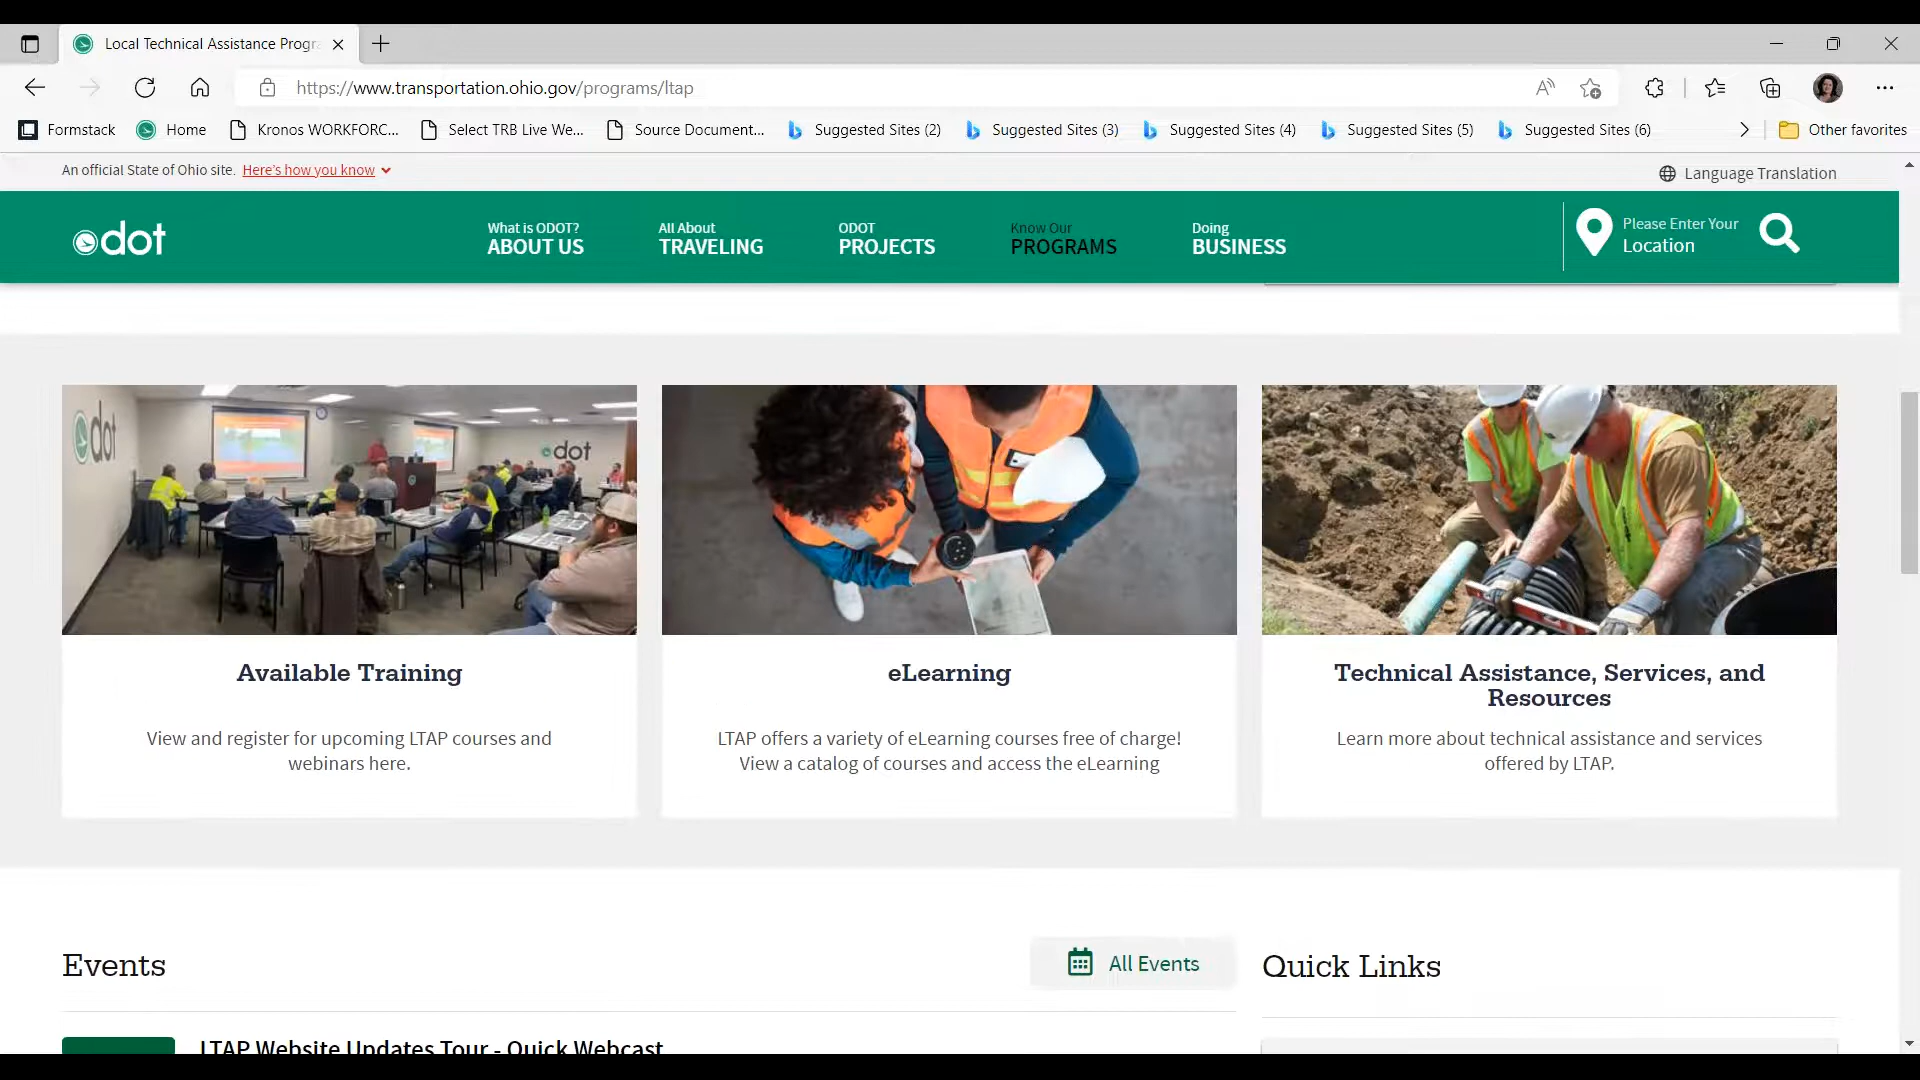 Local Technical Assistance Progra
https://www.transportation.ohio.gov/programs/ltap
Formstack
Home
Kronos WORKFORC...
Select TRB Live We...
Source Document...
Suggested Sites (2)
Suggested Sites (3)
Suggested Sites (4)
Suggested Sites (5)
Suggested Sites (6)
Other favorites
An official State of Ohio site. Here's how you know
Language Translation
odot
What is ODOT?
ABOUT US
All About
TRAVELING
ODOT
PROJECTS
Know Our
PROGRAMS
Doing
BUSINESS
Please Enter Your
Location
odot
odot
Available Training
View and register for upcoming LTAP courses and
webinars here.
eLearning
LTAP offers a variety of eLearning courses free of charge!
View a catalog of courses and access the eLearning
Technical Assistance, Services, and
Resources
Learn more about technical assistance and services
offered by LTAP.
Events
All Events
Quick Links
LTAP Website Updates Tour - Quick Webcast